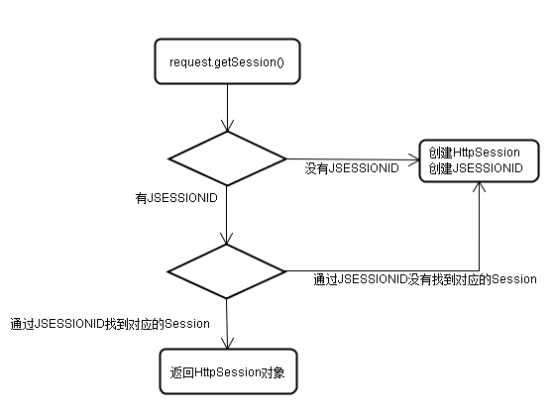 request.getSession()
创建HttpSession
创建JSESSIONID
没有JSESSIONID
有JSESSIONID
通过JSESSIONID没有找到对应的Session
通过JSESSIONID找到对应的Session
返回HttpSession对象